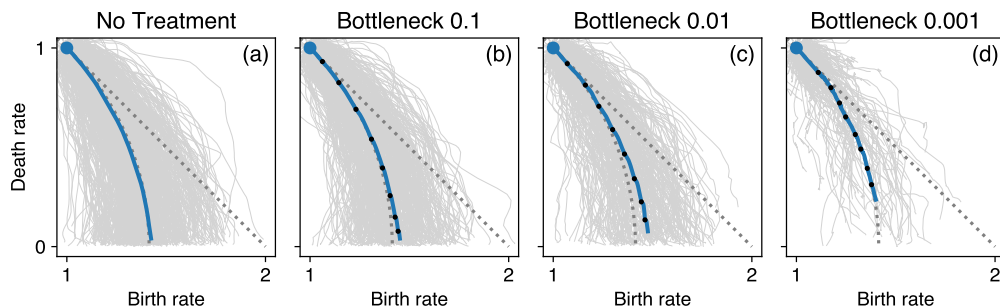 No Treatment
Bottleneck 0.1
Bottleneck 0.01
Bottleneck 0.001
(a)
(b)
(c)
(d)
Death rate
1
0
1
2
1
2
1
2
1
2
Birth rate
Birth rate
Birth rate
Birth rate